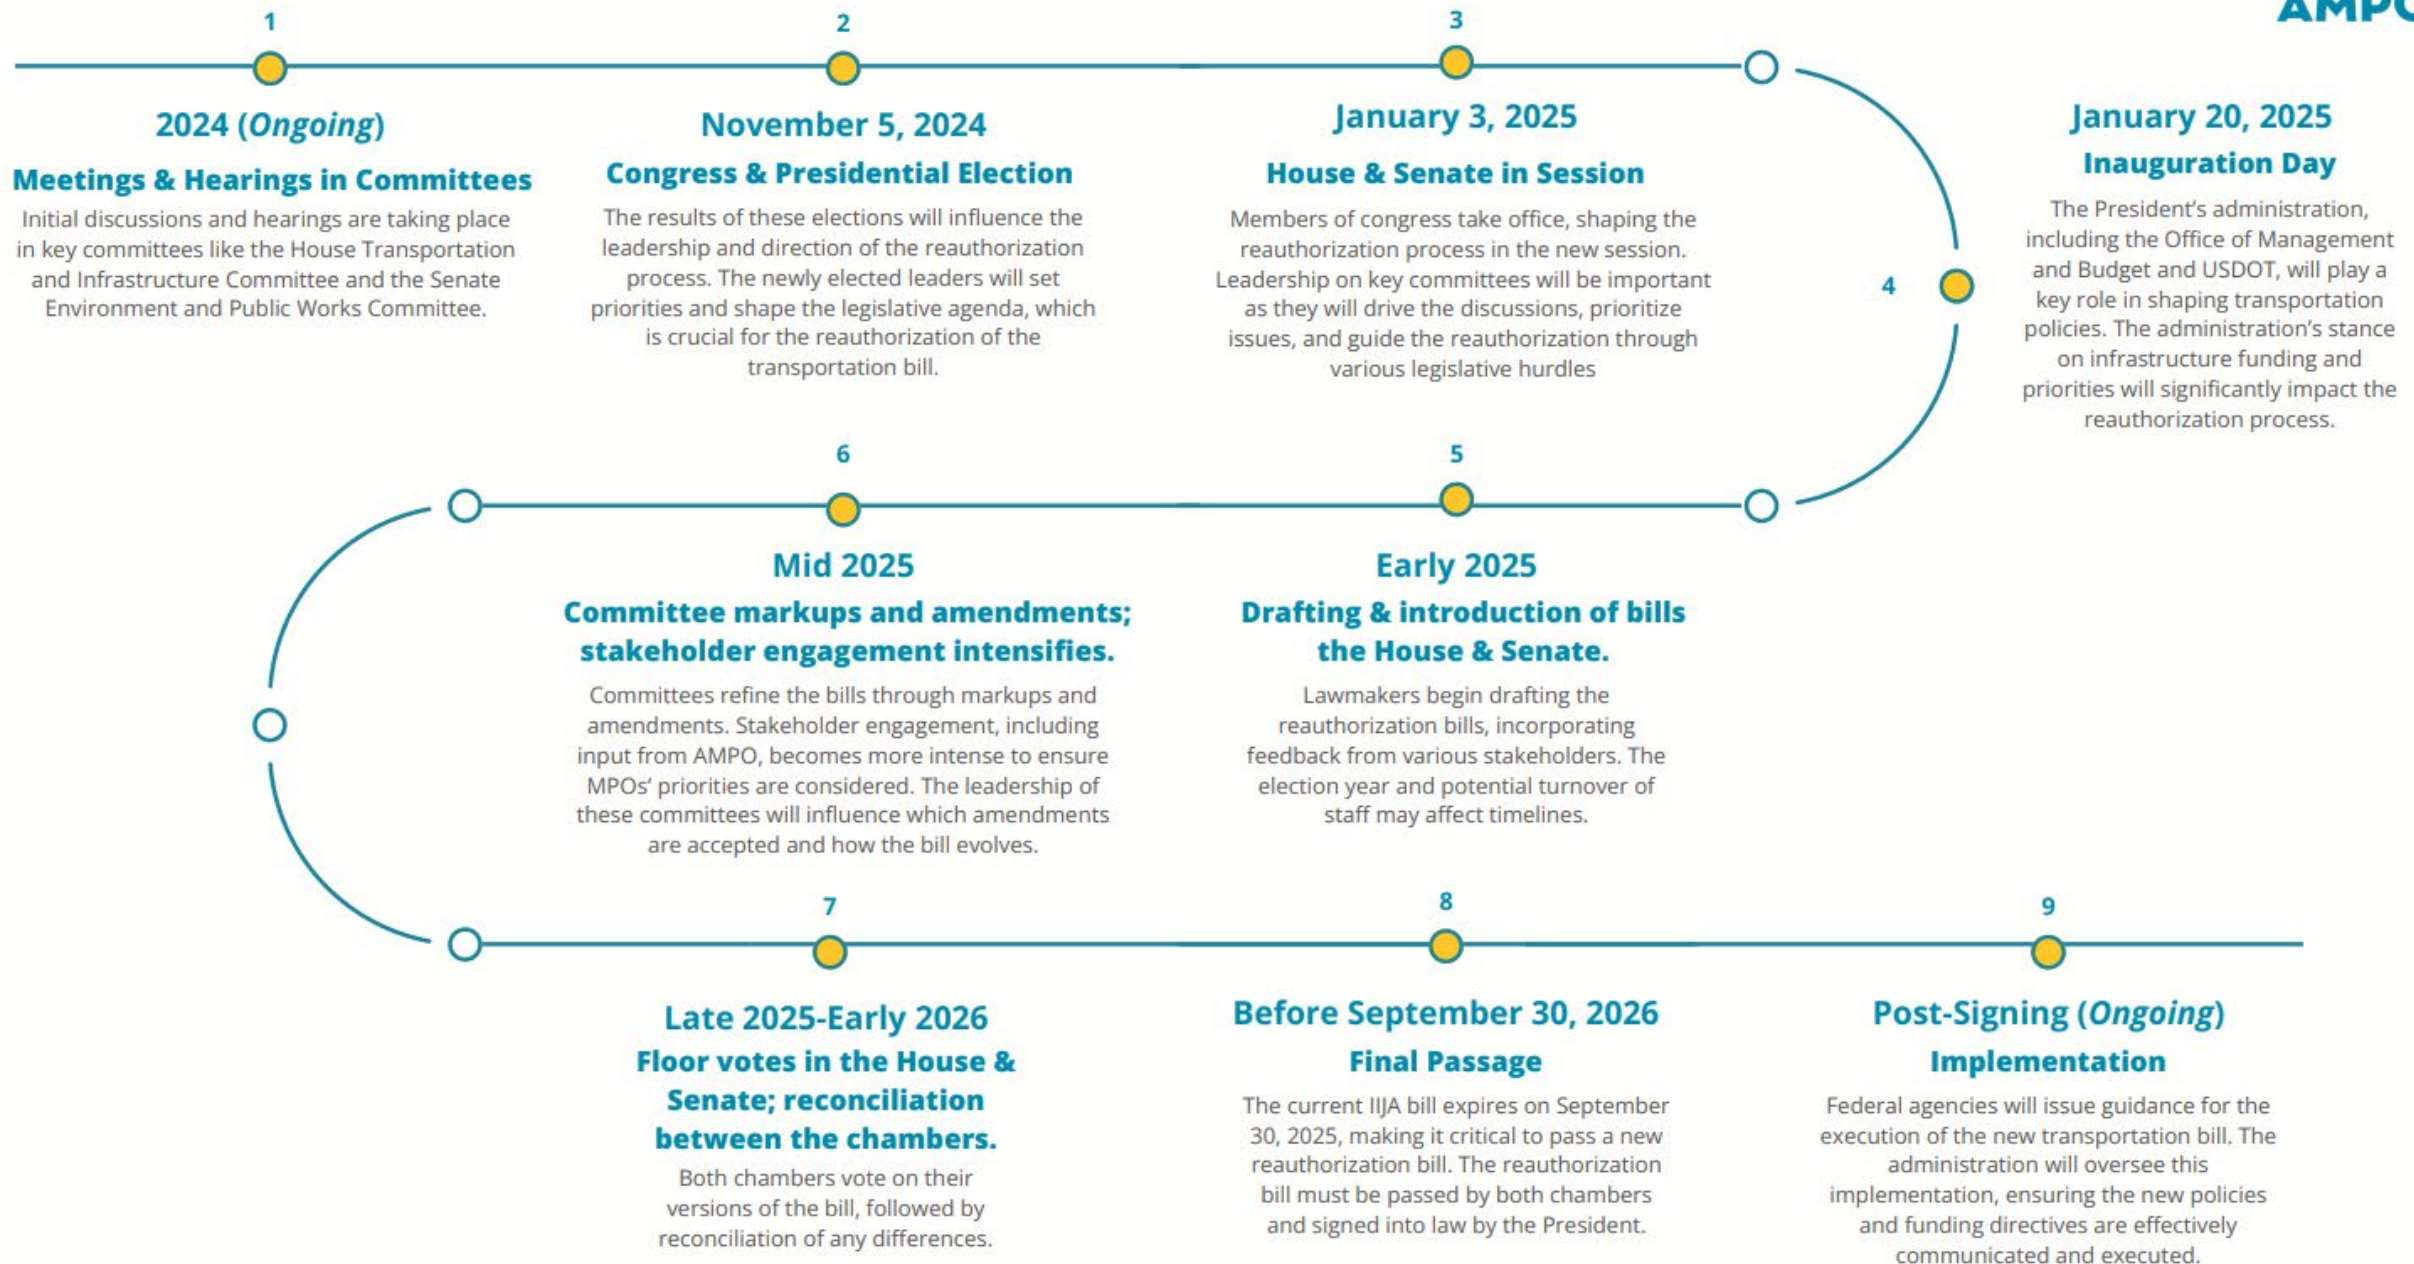 AMPO
1
2024 (Ongoing)
Meetings & Hearings in Committees
Initial discussions and hearings are taking place
in key committees like the House Transportation
and Infrastructure Committee and the Senate
Environment and Public Works Committee.
2
November 5, 2024
Congress & Presidential Election
The results of these elections will influence the
leadership and direction of the reauthorization
process. The newly elected leaders will set
priorities and shape the legislative agenda, which
is crucial for the reauthorization of the
transportation bill.
3
January 3, 2025
House & Senate in Session
Members of congress take office, shaping the
reauthorization process in the new session.
Leadership on key committees will be important
as they will drive the discussions, prioritize
issues, and guide the reauthorization through
various legislative hurdles
4
January 20, 2025
Inauguration Day
The President's administration,
including the Office of Management
and Budget and USDOT, will play a
key role in shaping transportation
policies. The administration's stance
on infrastructure funding and
priorities will significantly impact the
reauthorization process.
5
Early 2025
Drafting & introduction of bills
the House & Senate.
Lawmakers begin drafting the
reauthorization bills, incorporating
feedback from various stakeholders. The
election year and potential turnover of
staff may affect timelines.
6
Mid 2025
Committee markups and amendments;
stakeholder engagement intensifies.
Committees refine the bills through markups and
amendments. Stakeholder engagement, including
input from AMPO, becomes more intense to ensure
MPOs' priorities are considered. The leadership of
these committees will influence which amendments
are accepted and how the bill evolves.
7
Late 2025-Early 2026
Floor votes in the House &
Senate; reconciliation
between the chambers.
Both chambers vote on their
versions of the bill, followed by
reconciliation of any differences.
8
Before September 30, 2026
Final Passage
The current IIJA bill expires on September
30, 2025, making it critical to pass a new
reauthorization bill. The reauthorization
bill must be passed by both chambers
and signed into law by the President.
9
Post-Signing (Ongoing)
Implementation
Federal agencies will issue guidance for the
execution of the new transportation bill. The
administration will oversee this
implementation, ensuring the new policies
and funding directives are effectively
communicated and executed.